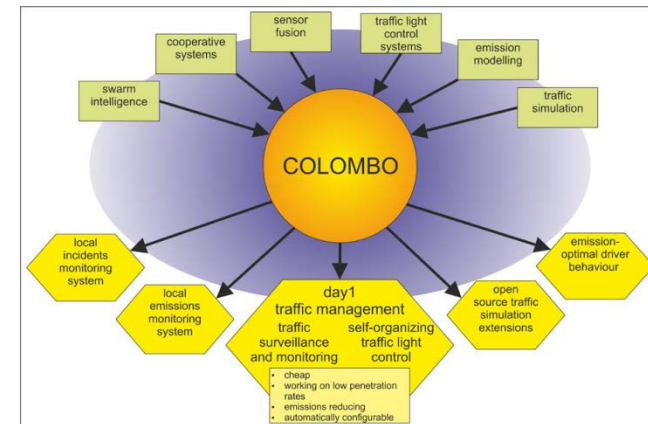 sensor
fusion
traffic light
control systems
cooperative
systems
emission
modelling
swarm
intelligence
traffic
simulation
COLOMBO
local
incidents
monitoring
system
local
emissions
monitoring
system
day1
traffic management
traffic
surveillance
and monitoring
self-organizing
traffic light
control
• cheap
• working on low penetration
rates
• emissions reducing
• automatically configurable
open
source traffic
simulation
extensions
emission-
optimal driver
behaviour